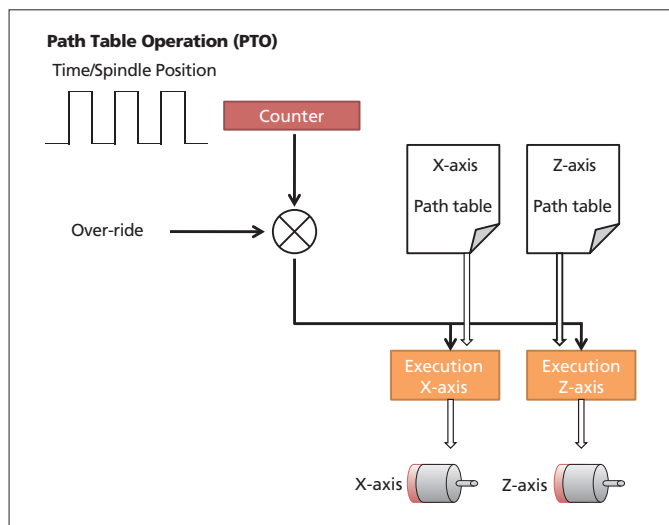 Path Table Operation (PTO)
Time/Spindle Position
Counter
X-axis
Path table
Z-axis
Path table
Over-ride
Execution
X-axis
Execution
Z-axis
X-axis
Z-axis